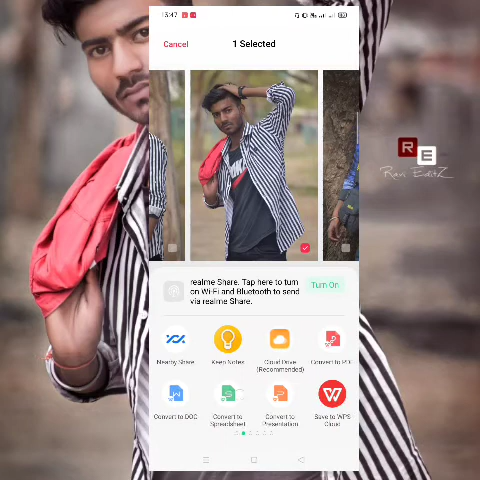 13:47
Cancel
1 Selected
realme Share. Tap here to turn
on Wi-Fi and Bluetooth to send
via realme Share.
Turn On
Nearby Share
Keep Notes
Cloud Drive
(Recommended)
Convert to PDF
Convert to DOC
Convert to
Spreadsheet
Convert to
Presentation
Save to WPS
Cloud
R
E
Ravi EditZ